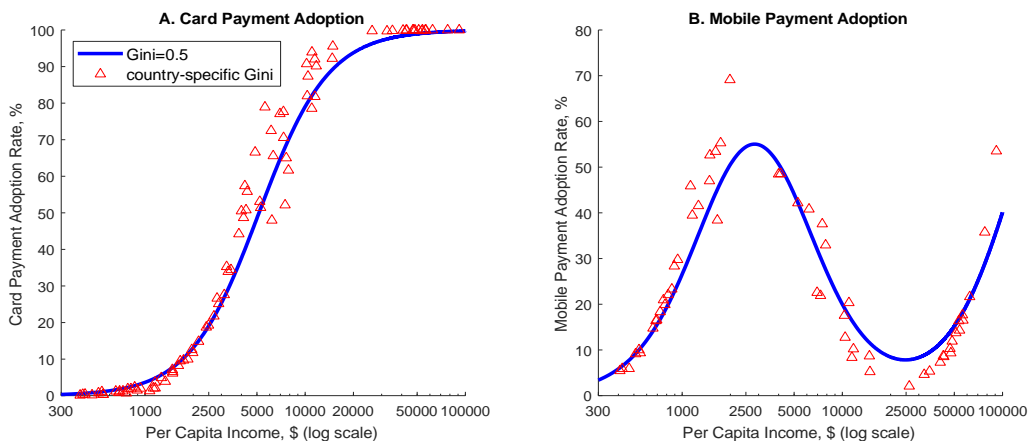 A. Card Payment Adoption
100
90
80
70
60
50
40
30
20
10
0
Card Payment Adoption Rate, %
Gini=0.5
country-specific Gini
300 1000 2500 5000 10000 20000 50000 100000
Per Capita Income, $ (log scale)
B. Mobile Payment Adoption
80
70
60
50
40
30
20
10
0
Mobile Payment Adoption Rate, %
300 1000 2500 5000 10000 25000 50000 100000
Per Capita Income, $ (log scale)